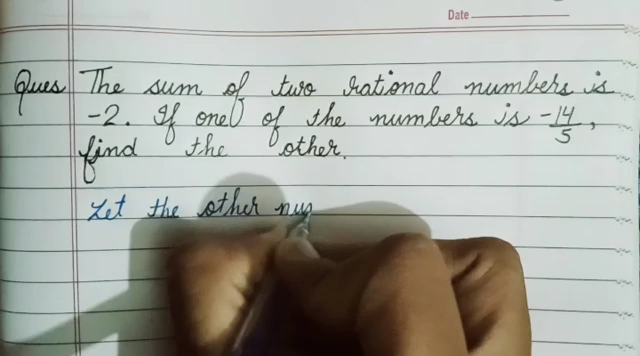 Date
Ques The sum of two rational numbers is
-2. If one of the numbers is -14/5,
find the other.
Let the other num